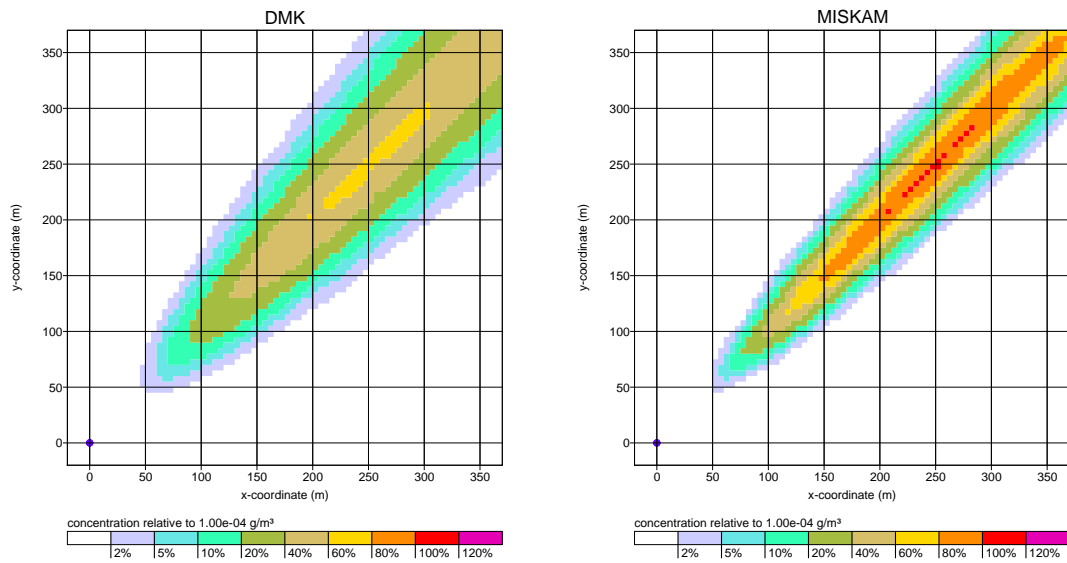 DMK
350
300
250
200
150
100
50
0
y-coordinate (m)
0 50 100 150 200 250 300 350
x-coordinate (m)
concentration relative to 1.00e-04 g/m³
2% 5% 10% 20% 40% 60% 80% 100% 120%
MISKAM
350
300
250
200
150
100
50
0
y-coordinate (m)
0 50 100 150 200 250 300 350
x-coordinate (m)
concentration relative to 1.00e-04 g/m³
2% 5% 10% 20% 40% 60% 80% 100% 120%